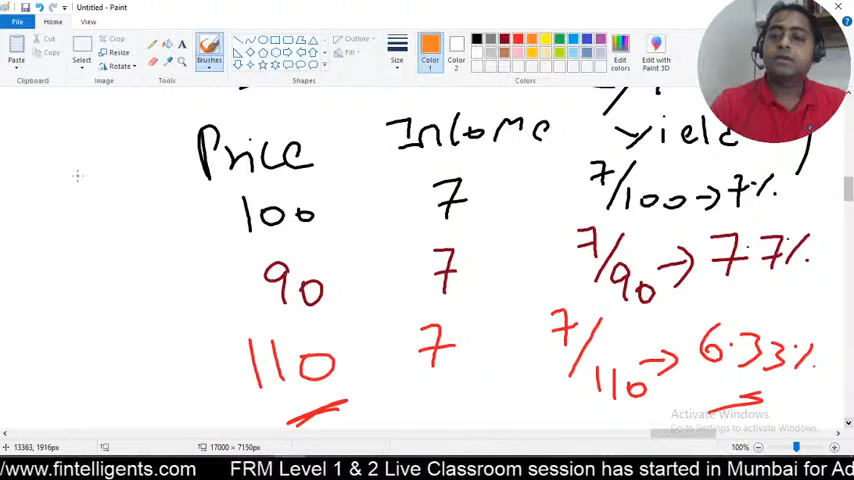 Untitled - Paint
File Home View
Paste Cut Copy Select Crop Resize Rotate A Brushes Outline Fill Size Color 1 Color 2 Edit colors Edit with Paint 3D
Clipboard Image Tools Shapes Colors
Price Income yield
100 7 7/100→7%
90 7 7/90→7.7%
110 7 7/110→6.33%
Activate Windows
Go to Settings to activate Windows.
13363, 1916px 17000 × 7150px 100%
/www.fintelligents.com FRM Level 1 & 2 Live Classroom session has started in Mumbai for Ad